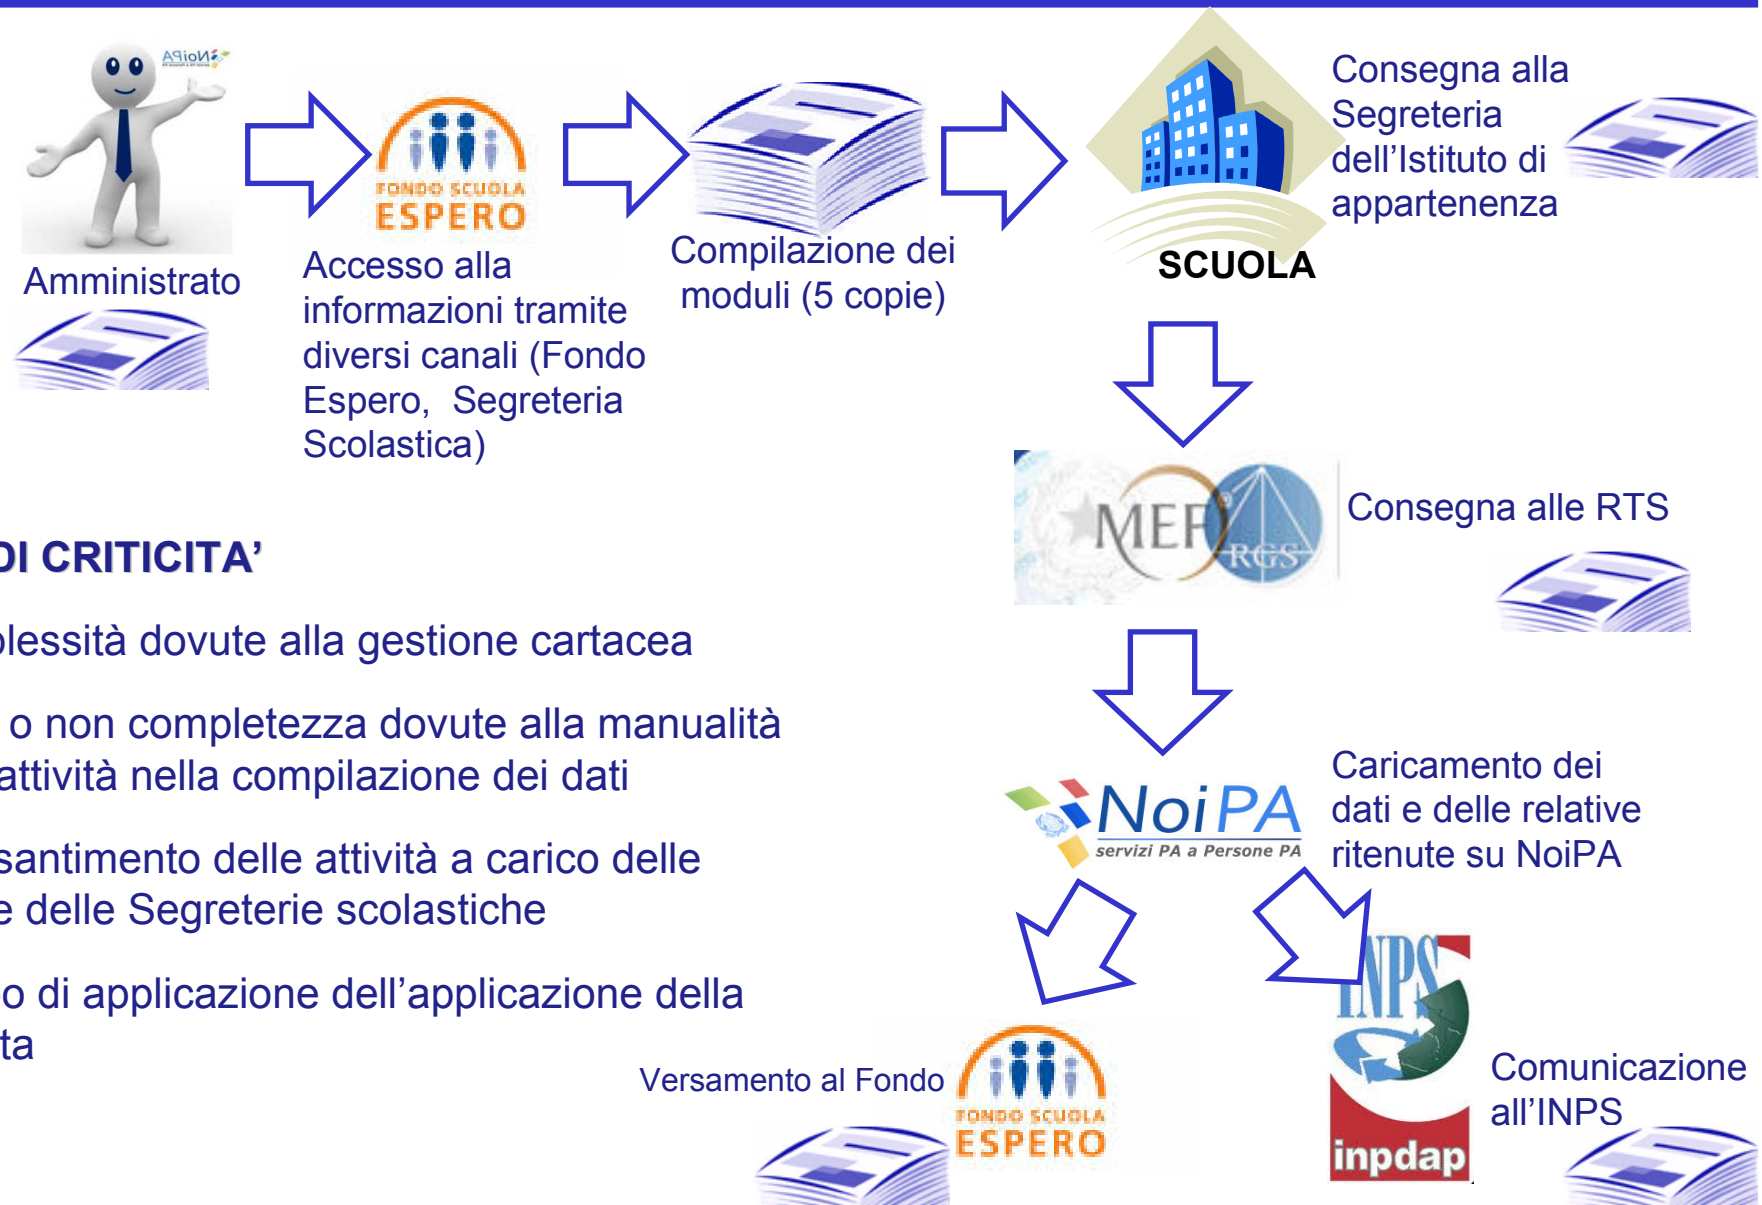 NoiPA
Amministrato
FONDO SCUOLA
ESPERO
Accesso alla
informazioni tramite
diversi canali (Fondo
Espero, Segreteria
Scolastica)
Compilazione dei
moduli (5 copie)
SCUOLA
Consegna alla
Segreteria
dell’Istituto di
appartenenza
MEF
RGS
Consegna alle RTS
DI CRITICITA’
plessità dovute alla gestione cartacea
o non completezza dovute alla manualità
attività nella compilazione dei dati
santimento delle attività a carico delle
e delle Segreterie scolastiche
o di applicazione dell’applicazione della
ta
NoiPA
servizi PA a Persone PA
Caricamento dei
dati e delle relative
ritenute su NoiPA
Versamento al Fondo
FONDO SCUOLA
ESPERO
INPS
inpdap
Comunicazione
all’INPS